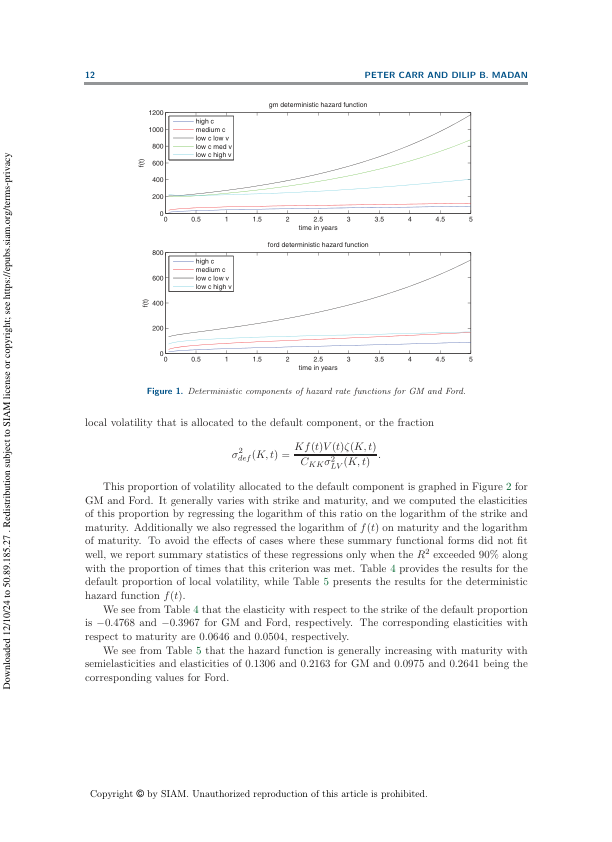 12
PETER CARR AND DILIP B. MADAN
gm deterministic hazard function
1200
1000
800
600
400
200
0
f(t)
high c
medium c
low c low v
low c med v
low c high v
0 0.5 1 1.5 2 2.5 3 3.5 4 4.5 5
time in years
ford deterministic hazard function
800
600
400
200
0
f(t)
high c
medium c
low c low v
low c high v
0 0.5 1 1.5 2 2.5 3 3.5 4 4.5 5
time in years
Figure 1. Deterministic components of hazard rate functions for GM and Ford.
local volatility that is allocated to the default component, or the fraction
σ²_def(K, t) = Kf(t)V(t)ζ(K, t) / C_KK σ²_LV(K, t).
This proportion of volatility allocated to the default component is graphed in Figure 2 for
GM and Ford. It generally varies with strike and maturity, and we computed the elasticities
of this proportion by regressing the logarithm of this ratio on the logarithm of the strike and
maturity. Additionally we also regressed the logarithm of f(t) on maturity and the logarithm
of maturity. To avoid the effects of cases where these summary functional forms did not fit
well, we report summary statistics of these regressions only when the R² exceeded 90% along
with the proportion of times that this criterion was met. Table 4 provides the results for the
default proportion of local volatility, while Table 5 presents the results for the deterministic
hazard function f(t).
We see from Table 4 that the elasticity with respect to the strike of the default proportion
is −0.4768 and −0.3967 for GM and Ford, respectively. The corresponding elasticities with
respect to maturity are 0.0646 and 0.0504, respectively.
We see from Table 5 that the hazard function is generally increasing with maturity with
semielasticities and elasticities of 0.1306 and 0.2163 for GM and 0.0975 and 0.2641 being the
corresponding values for Ford.
Copyright © by SIAM. Unauthorized reproduction of this article is prohibited.
Downloaded 12/10/24 to 50.89.185.27 . Redistribution subject to SIAM license or copyright; see https://epubs.siam.org/terms-privacy